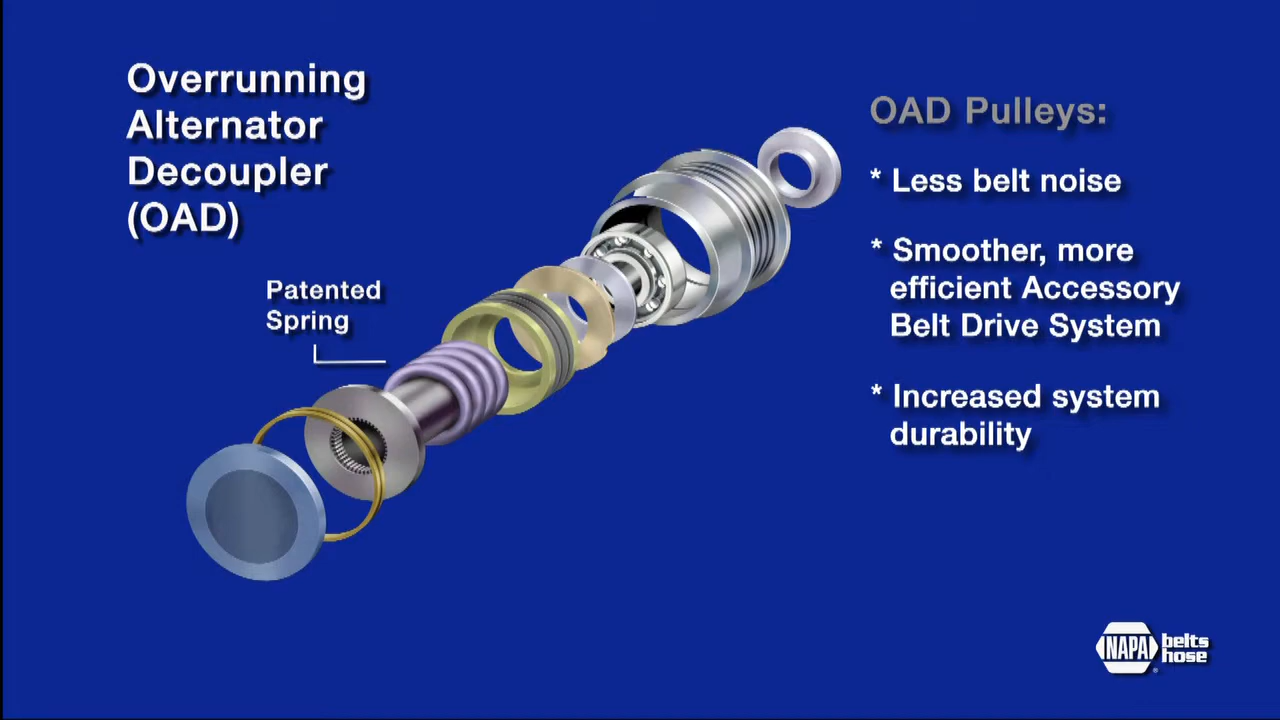 Overrunning
Alternator
Decoupler
(OAD)
Patented
Spring
OAD Pulleys:
* Less belt noise
* Smoother, more
efficient Accessory
Belt Drive System
* Increased system
durability
NAPA belts
hose